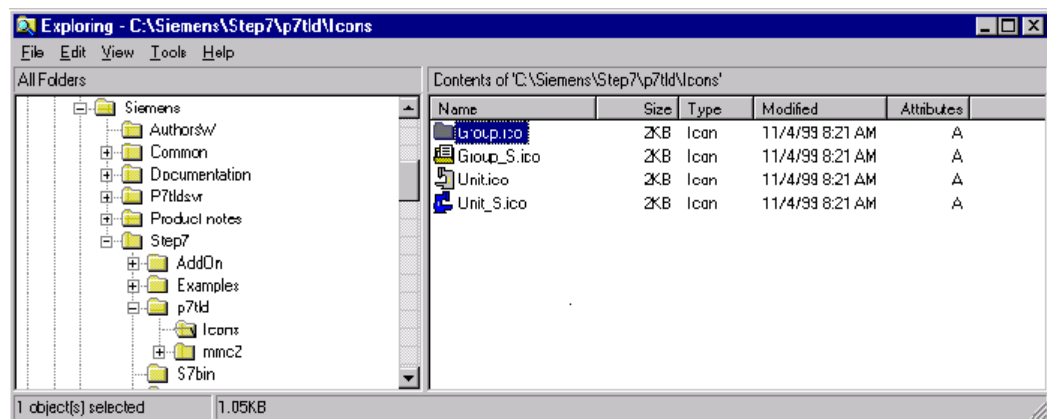 Exploring - C:\Siemens\Step7\p7tld\Icons
File Edit View Tools Help
All Folders
Contents of 'C:\Siemens\Step7\p7tld\Icons'
Siemens
AuthorsW
Common
Documentation
P7tldsvr
Product notes
Step7
AddOn
Examples
p7tld
Icons
mmc2
S7bin
Name Size Type Modified Attributes
Group.ico 2KB Icon 11/4/99 8:21 AM A
Group_S.ico 2KB Icon 11/4/99 8:21 AM A
Unit.ico 2KB Icon 11/4/99 8:21 AM A
Unit_S.ico 2KB Icon 11/4/99 8:21 AM A
1 object(s) selected 1.05KB